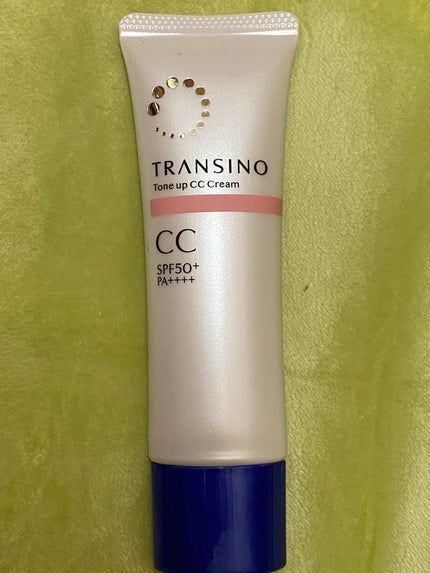 TRANSINO
Tone up CC Cream
CC
SPF50+
PA++++